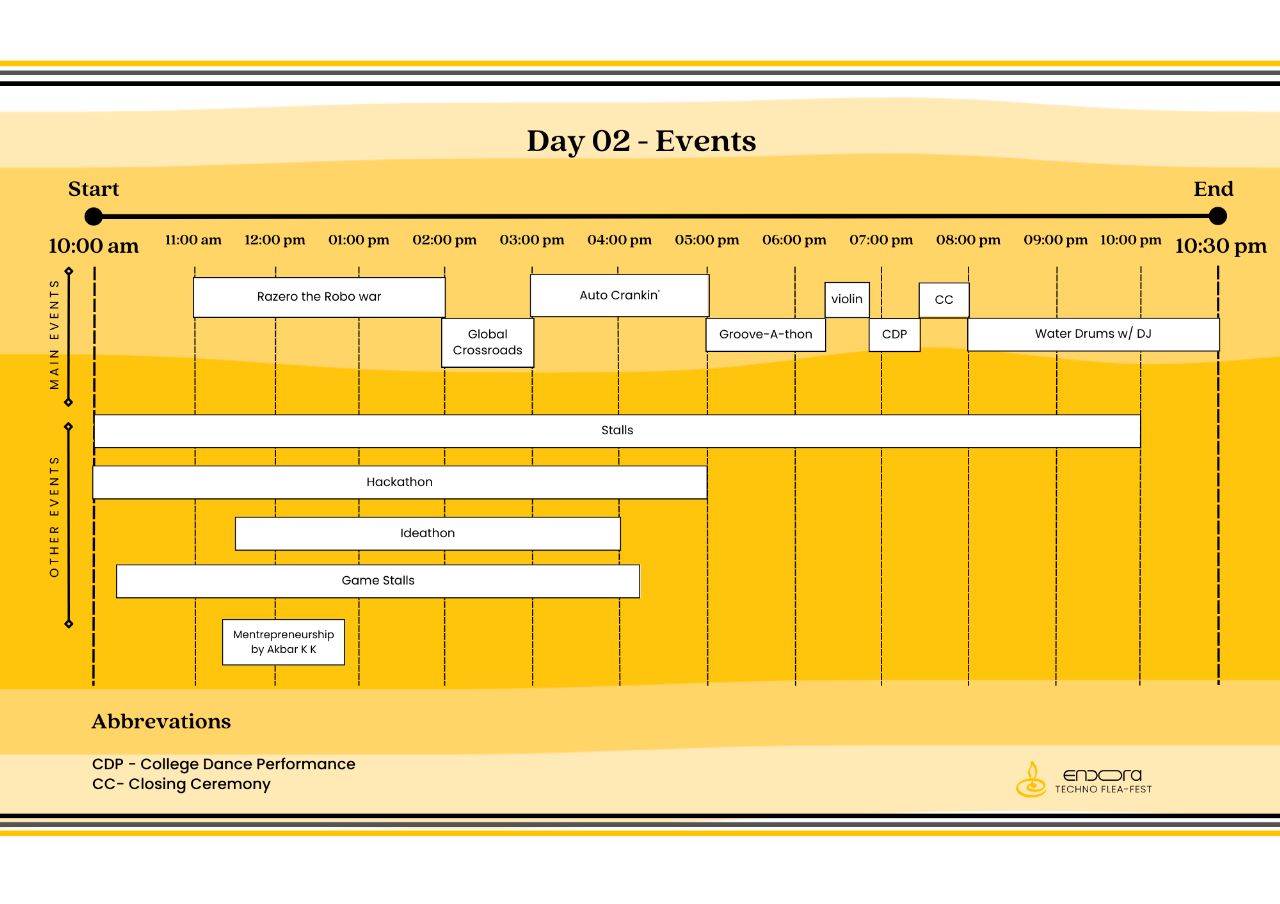 Day 02 - Events
Start
End
10:00 am
11:00 am
12:00 pm
01:00 pm
02:00 pm
03:00 pm
04:00 pm
05:00 pm
06:00 pm
07:00 pm
08:00 pm
09:00 pm
10:00 pm
10:30 pm
MAIN EVENTS
Razero the Robo war
Auto Crankin'
violin
CC
Global
Crossroads
Groove-A-thon
CDP
Water Drums w/ DJ
OTHER EVENTS
Stalls
Hackathon
Ideathon
Game Stalls
Mentrepreneurship
by Akbar K K
Abbrevations
CDP - College Dance Performance
CC- Closing Ceremony
TECHNO FLEA-FEST